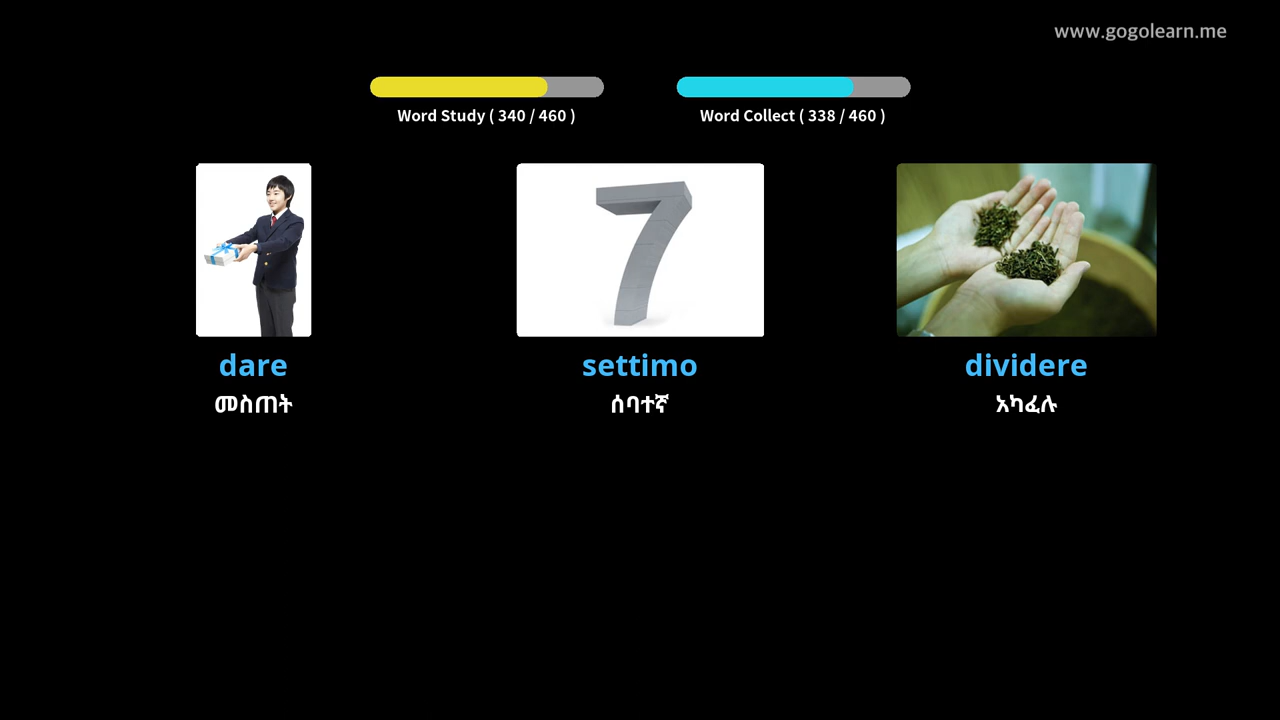 www.gogolearn.me
Word Study ( 340 / 460 )
Word Collect ( 338 / 460 )
dare
settimo
dividere
መስጠት
ሰባተኛ
አካፈሉ